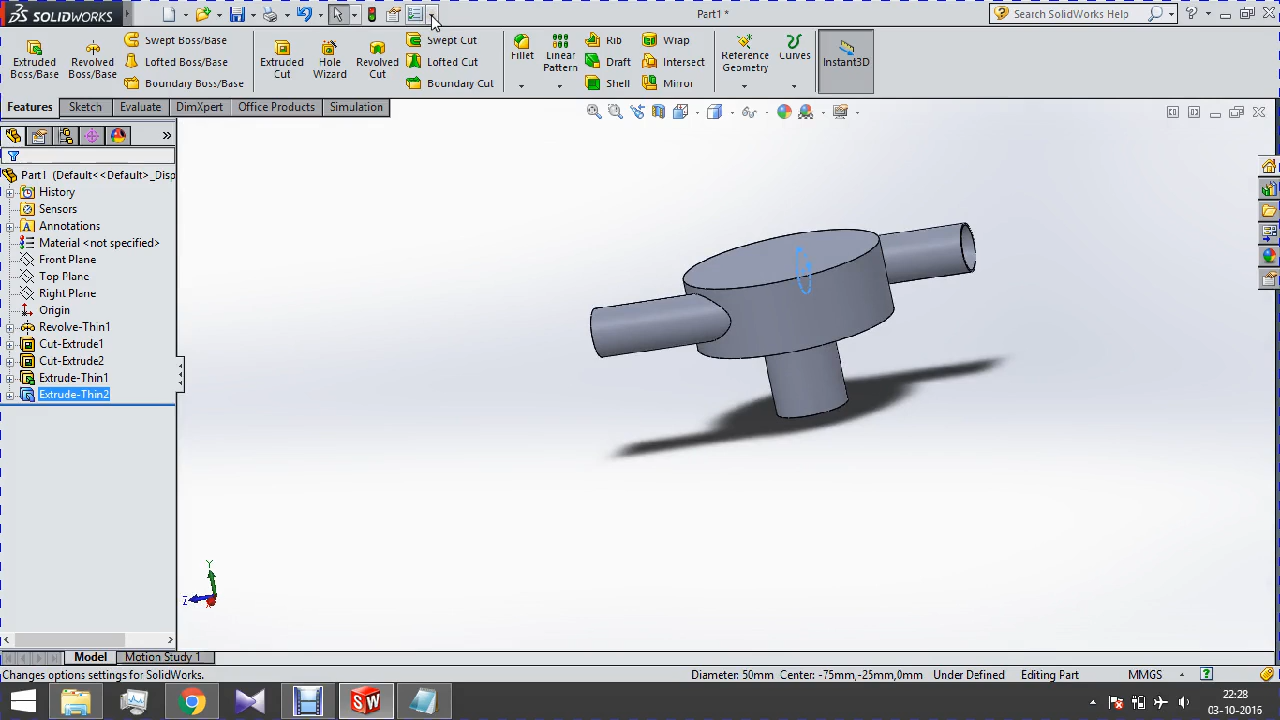 SOLIDWORKS
Part1 *
Search SolidWorks Help
Extruded Boss/Base
Revolved Boss/Base
Swept Boss/Base
Lofted Boss/Base
Boundary Boss/Base
Extruded Cut
Hole Wizard
Revolved Cut
Swept Cut
Lofted Cut
Boundary Cut
Fillet
Linear Pattern
Rib
Draft
Shell
Wrap
Intersect
Mirror
Reference Geometry
Curves
Instant3D
Features
Sketch
Evaluate
DimXpert
Office Products
Simulation
Part1 (Default<<Default>_Disp
History
Sensors
Annotations
Material <not specified>
Front Plane
Top Plane
Right Plane
Origin
Revolve-Thin1
Cut-Extrude1
Cut-Extrude2
Extrude-Thin1
Extrude-Thin2
Y
Z
Model
Motion Study 1
Changes options settings for SolidWorks.
Diameter: 50mm Center: -75mm,-25mm,0mm
Under Defined
Editing Part
MMGS
22:28
03-10-2016